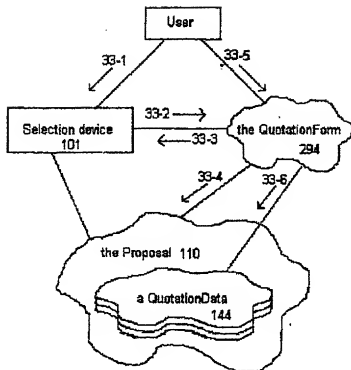 User
33-1
33-5
33-2
Selection device
101
the QuotationForm
294
33-3
33-4
33-6
the Proposal 110
a QuotationData
144